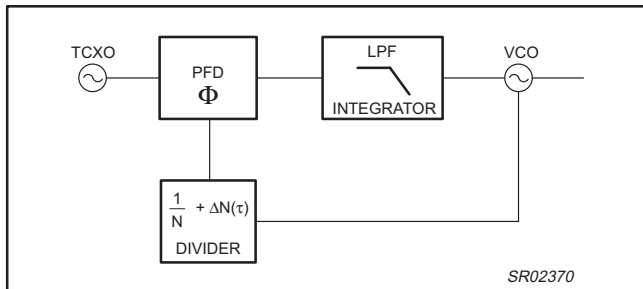 TCXO
PFD
Φ
LPF
INTEGRATOR
VCO
1
N
+ ΔN(τ)
DIVIDER
SR02370